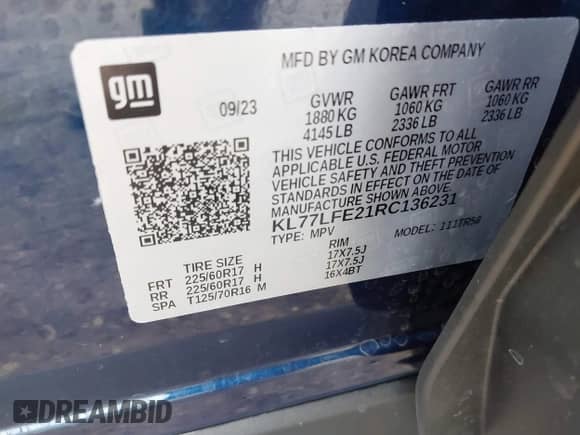 gm
MFD BY GM KOREA COMPANY
09/23
GVWR GAWR FRT GAWR RR
1880 KG 1060 KG 1060 KG
4145 LB 2336 LB 2336 LB
THIS VEHICLE CONFORMS TO ALL
APPLICABLE U.S. FEDERAL MOTOR
VEHICLE SAFETY AND THEFT PREVENTION
STANDARDS IN EFFECT ON THE DATE OF
MANUFACTURE SHOWN ABOVE.
KL77LFE21RC136231
TYPE: MPV MODEL: 111TR56
TIRE SIZE RIM
FRT 225/60R17 H 17X7.5J
RR 225/60R17 H 17X7.5J
SPA T125/70R16 M 16X4BT
DREAMBID